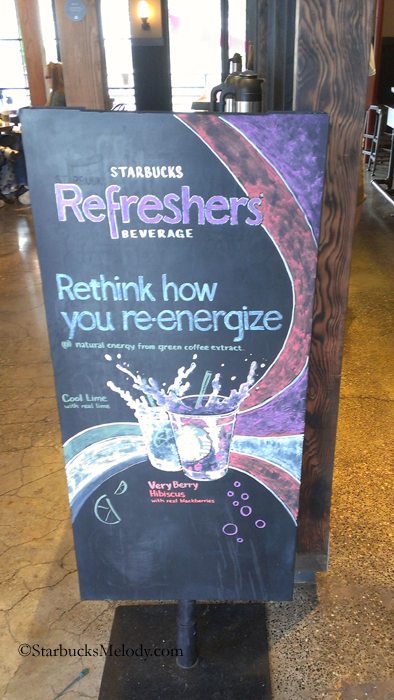 STARBUCKS
Refreshers
BEVERAGE
Rethink how
you re-energize
natural energy from green coffee extract.
Cool Lime
with real lime
Very Berry
Hibiscus
with real blackberries
©StarbucksMelody.com